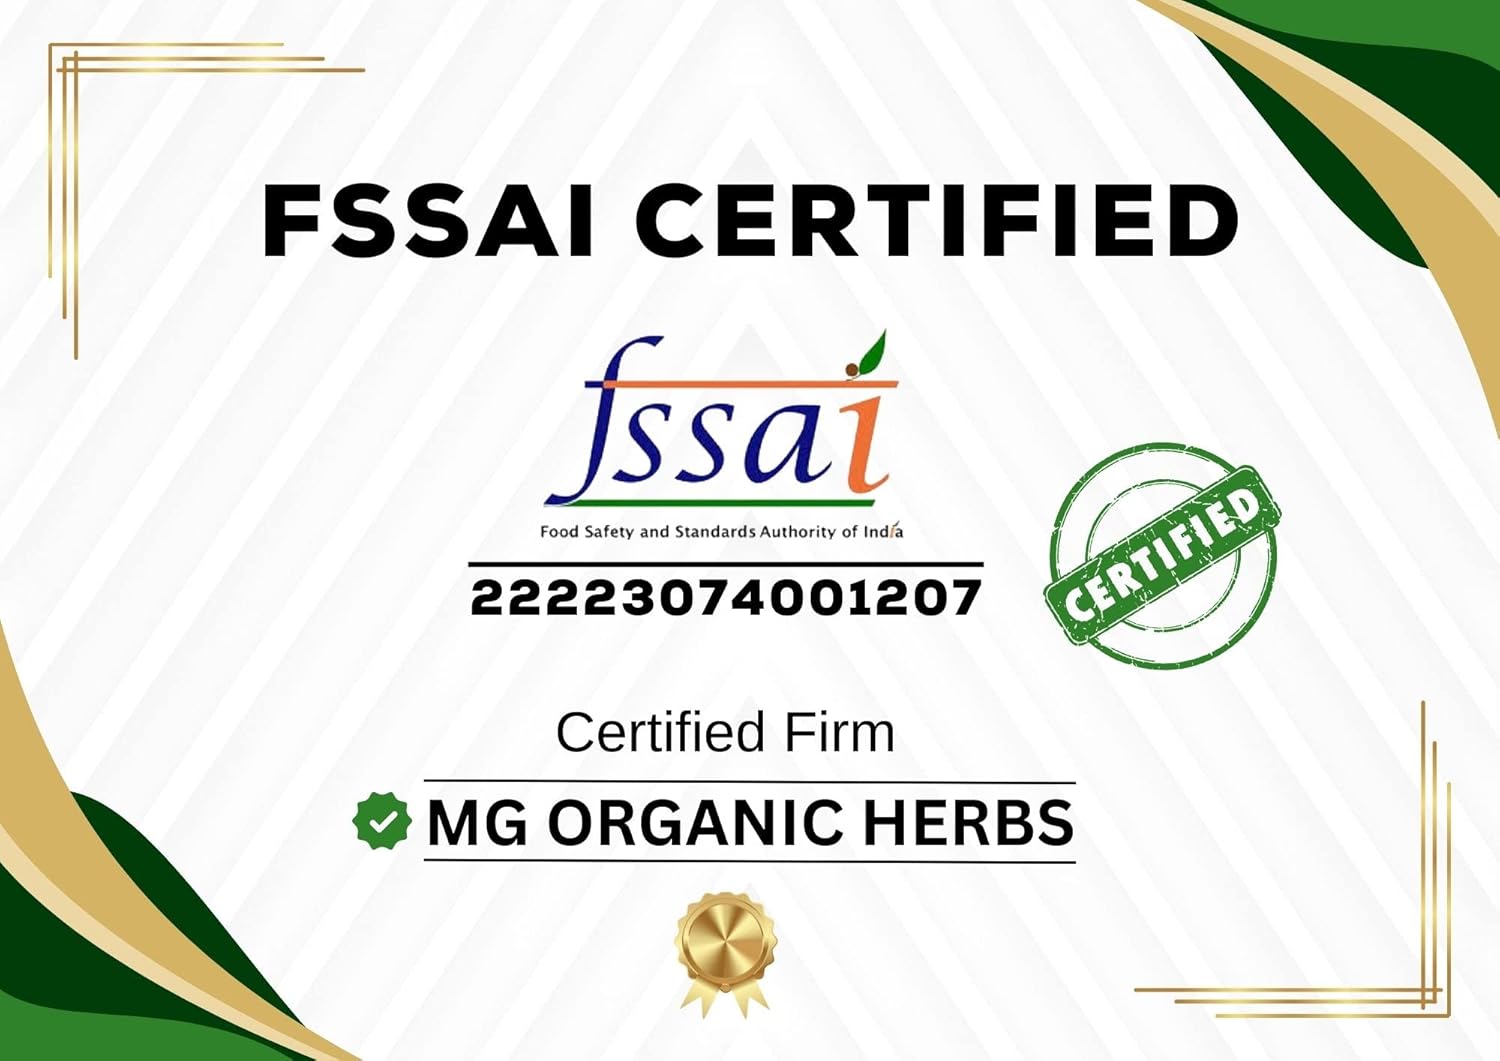 FSSAI CERTIFIED
fssai
Food Safety and Standards Authority of India
22223074001207
CERTIFIED
Certified Firm
MG ORGANIC HERBS